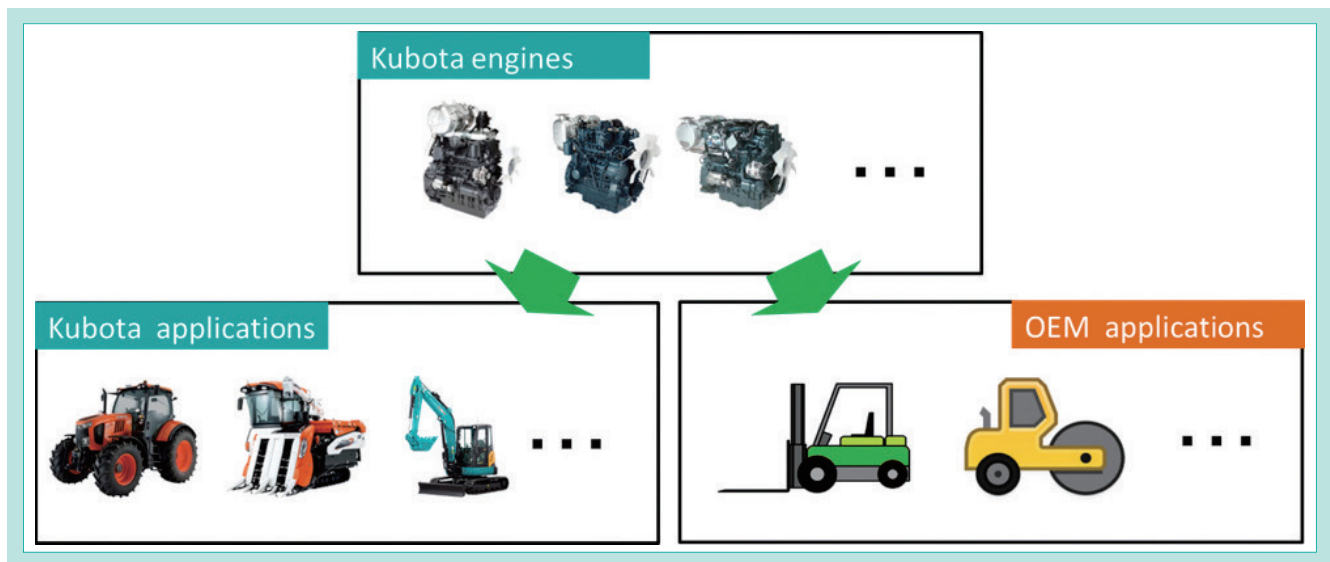 Kubota engines
...
Kubota applications
...
OEM applications
...